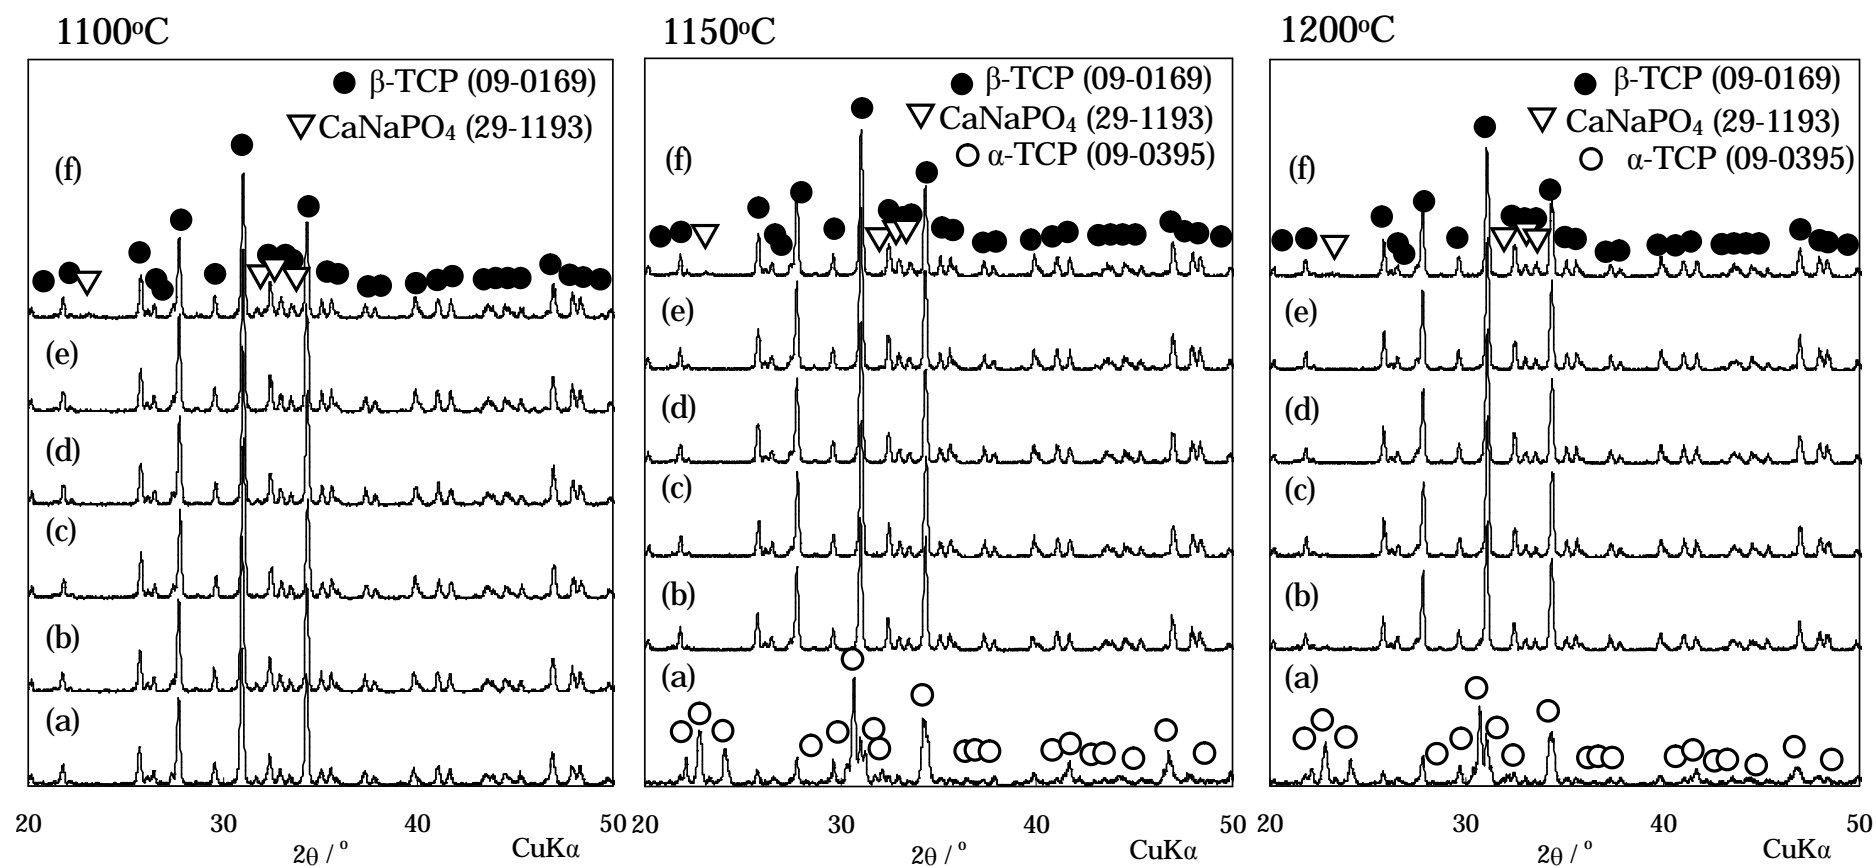 1100°C
β-TCP (09-0169)
CaNaPO₄ (29-1193)
(f)
(e)
(d)
(c)
(b)
(a)
20 30 40 50
2θ / ° CuKα
1150°C
β-TCP (09-0169)
CaNaPO₄ (29-1193)
α-TCP (09-0395)
(f)
(e)
(d)
(c)
(b)
(a)
20 30 40 50
2θ / ° CuKα
1200°C
β-TCP (09-0169)
CaNaPO₄ (29-1193)
α-TCP (09-0395)
(f)
(e)
(d)
(c)
(b)
(a)
20 30 40 50
2θ / ° CuKα